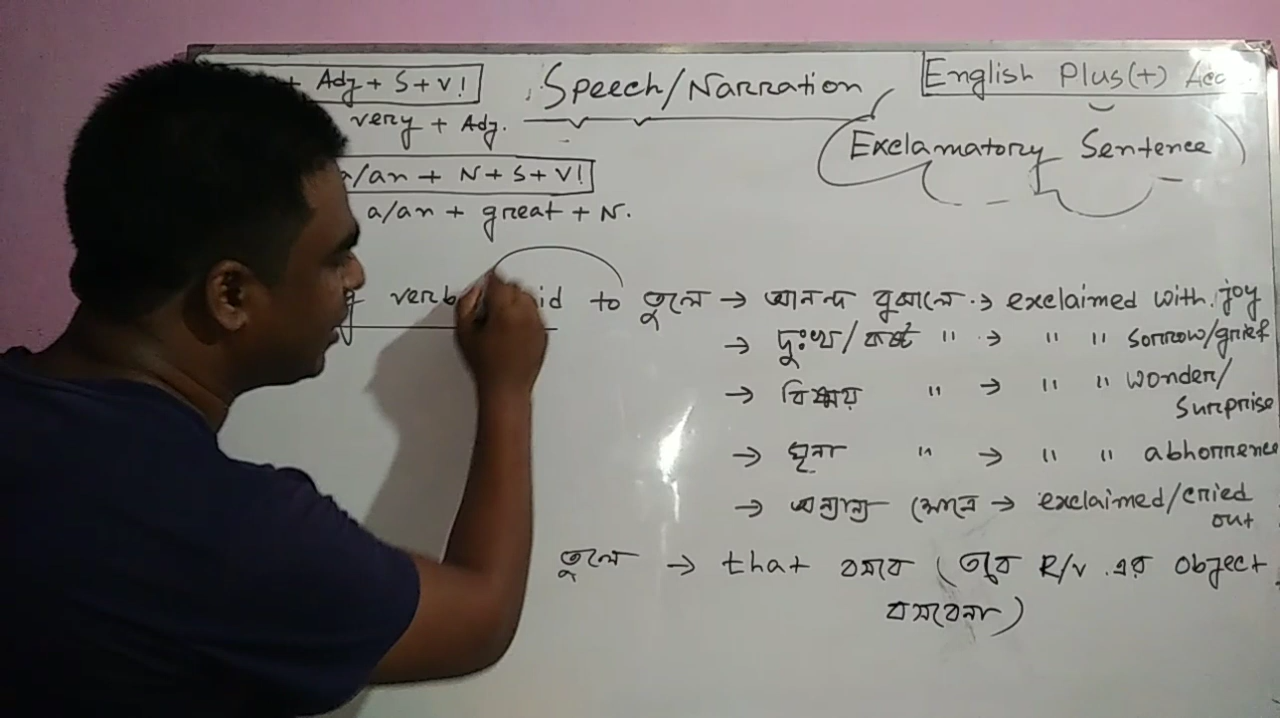 + Adj + S+V!
Speech/Narration
English Plus(+)
very + Adj.
Exclamatory Sentence
a/an + N+S+V!
a/an + great + N.
verb id to তুলে → আনন্দ বুঝালে → exclaimed with joy
→ দুঃখ/কষ্ট " → " " sorrow/grief
→ বিস্ময় " → " " wonder/
surprise
→ ঘৃনা " → " " abhorrence
→ অন্যান্য ক্ষেত্রে → exclaimed/cried
out
তুলে → that বসবে (তবে R/v এর object
বসবেনা)